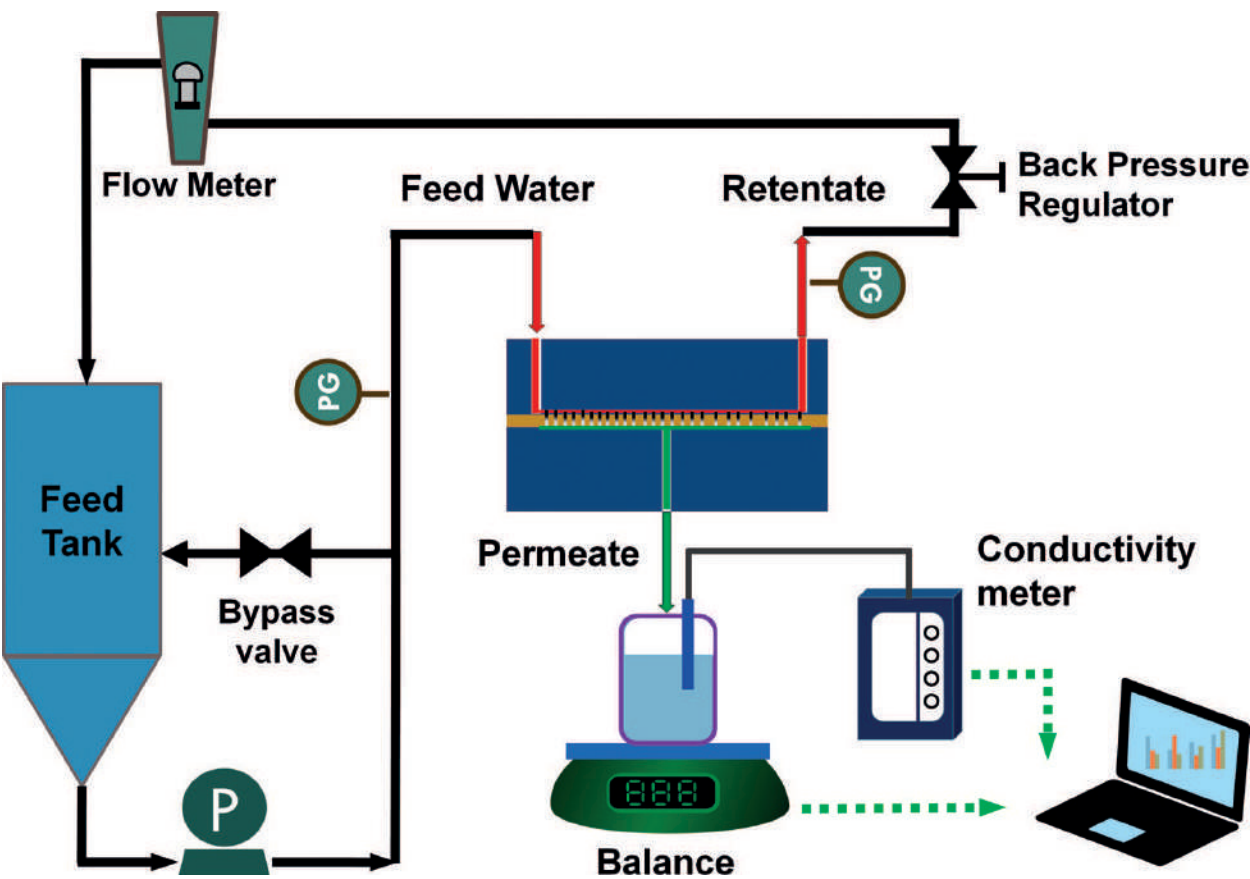 Flow Meter
Feed Water
Retentate
Back Pressure
Regulator
PG
PG
Feed
Tank
Bypass
valve
Permeate
Conductivity
meter
P
888
Balance